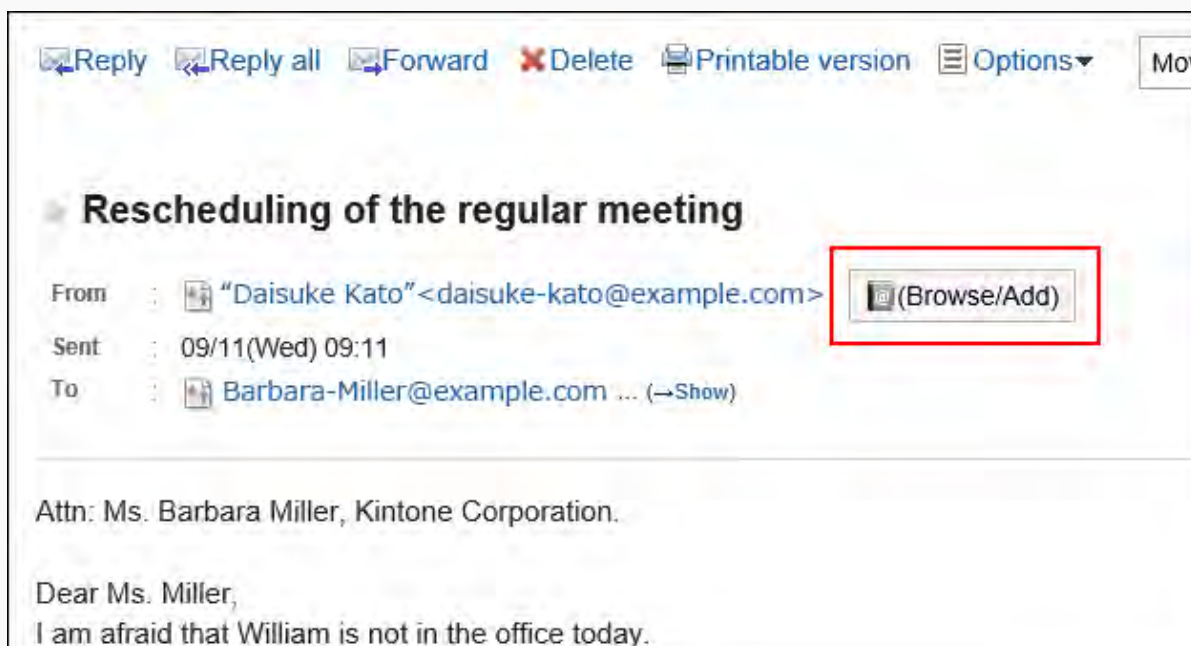 Reply Reply all Forward Delete Printable version Options▼
Rescheduling of the regular meeting
From : "Daisuke Kato"<daisuke-kato@example.com> (Browse/Add)
Sent : 09/11(Wed) 09:11
To : Barbara-Miller@example.com ... (→Show)
Attn: Ms. Barbara Miller, Kintone Corporation.
Dear Ms. Miller,
I am afraid that William is not in the office today.